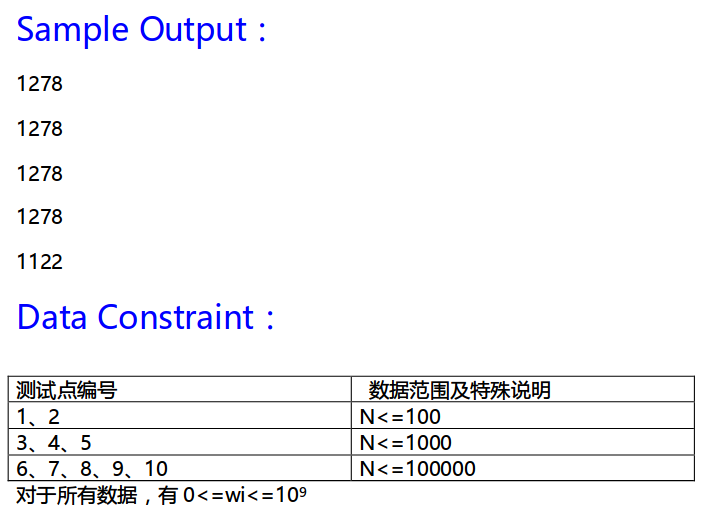 Sample Output：
1278
1278
1278
1278
1122
Data Constraint：
测试点编号 数据范围及特殊说明
1、2 N<=100
3、4、5 N<=1000
6、7、8、9、10 N<=100000
对于所有数据，有 0<=wi<=10⁹